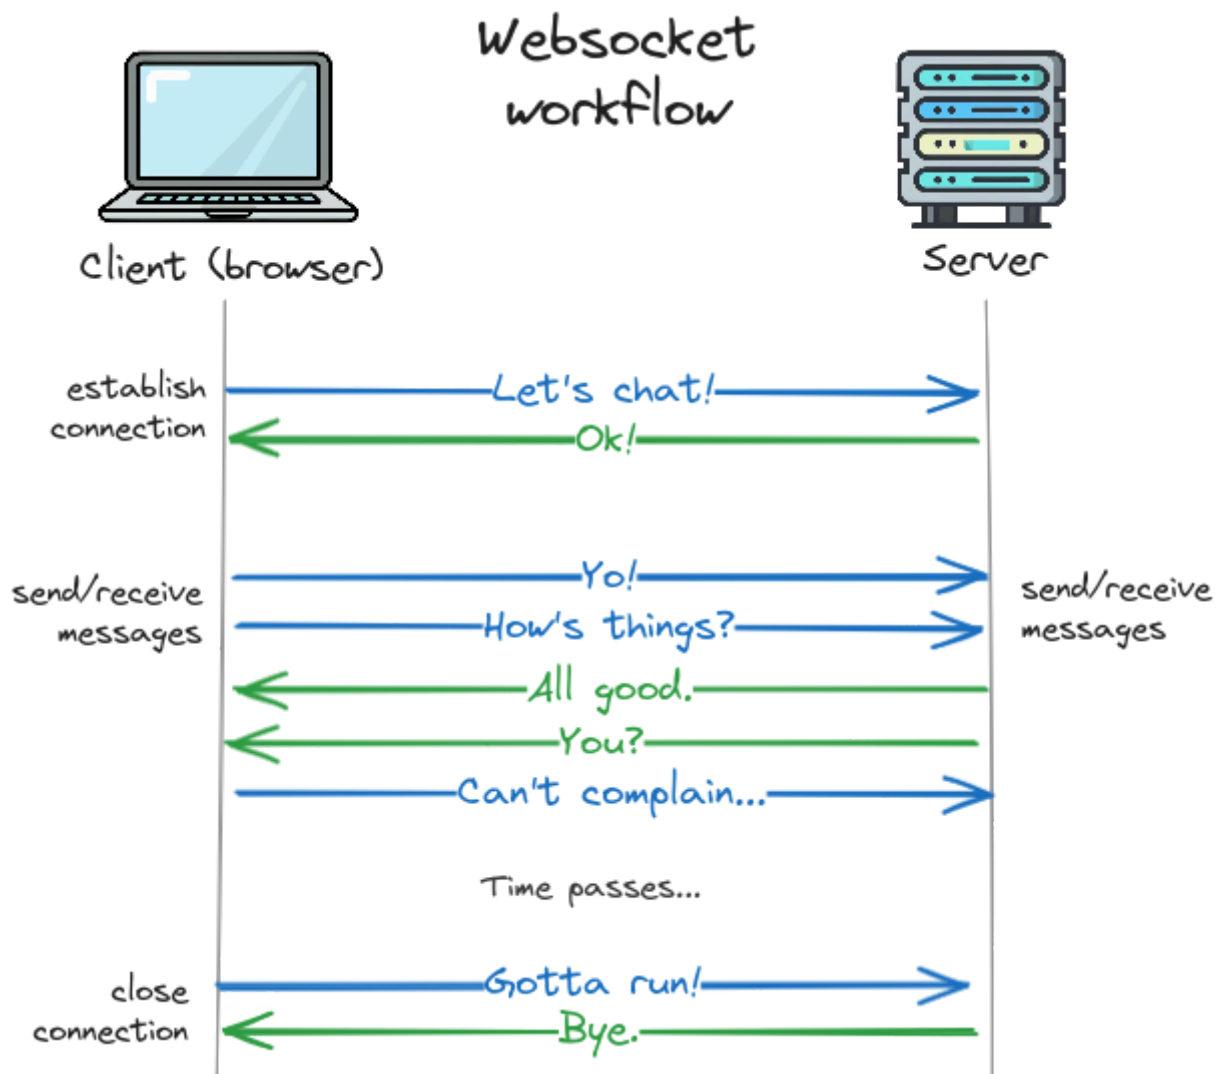 Websocket
workflow
Client (browser)
Server
establish
connection
Let's chat!
Ok!
send/receive
messages
Yo!
How's things?
send/receive
messages
All good.
You?
Can't complain...
Time passes...
close
connection
Gotta run!
Bye.